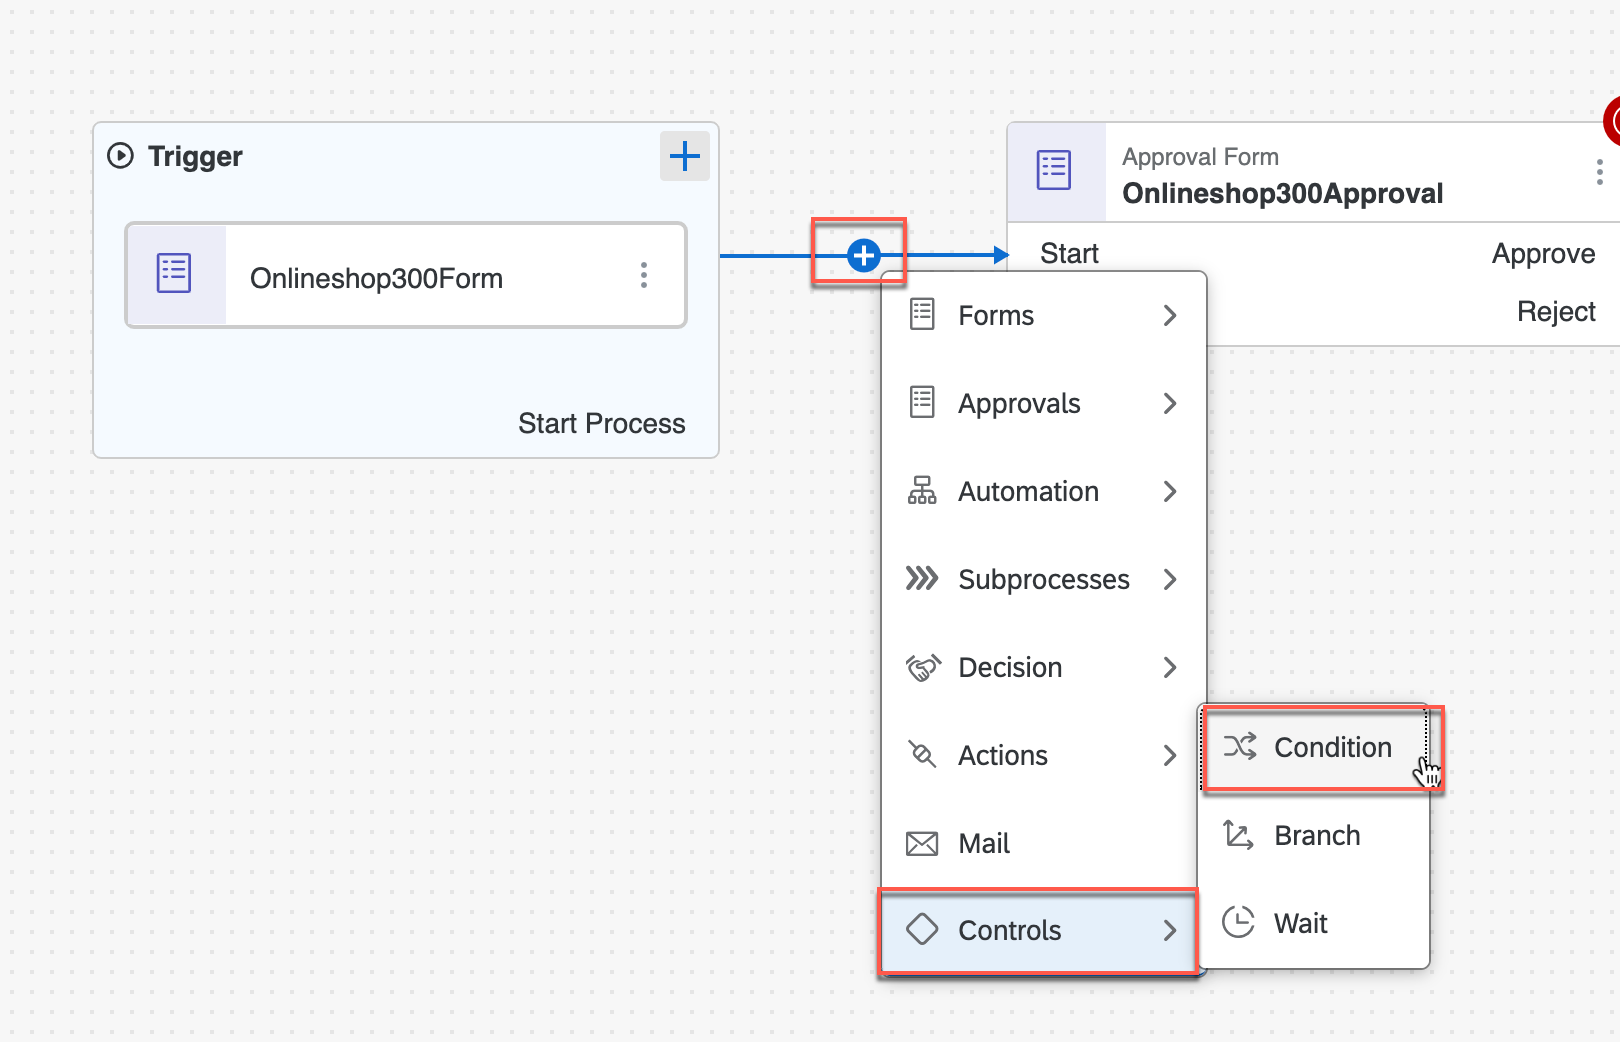 Trigger
Onlineshop300Form
Start Process
Approval Form
Onlineshop300Approval
Start
Approve
Reject
Forms
Approvals
Automation
Subprocesses
Decision
Actions
Mail
Controls
Condition
Branch
Wait